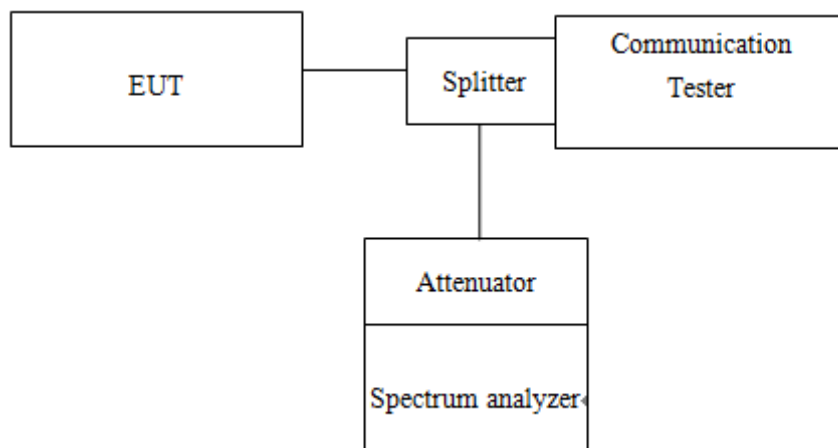 EUT
Splitter
Communication
Tester
Attenuator
Spectrum analyzer